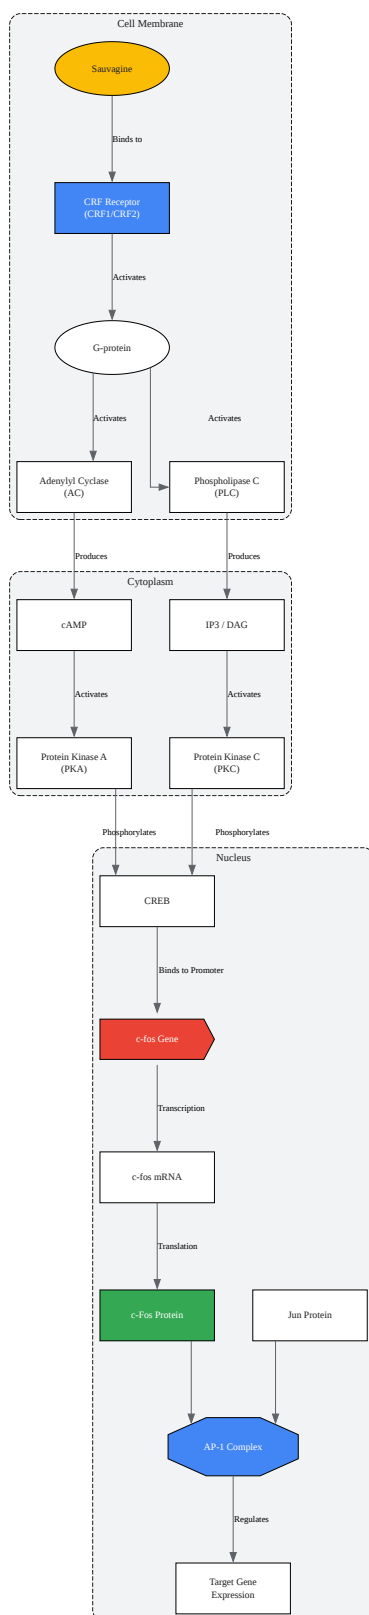 Cell Membrane
Sauvagine
Binds to
CRF Receptor
(CRF1/CRF2)
Activates
G-protein
Activates
Activates
Adenylyl Cyclase
(AC)
Phospholipase C
(PLC)
Produces
Produces
Cytoplasm
cAMP
IP3 / DAG
Activates
Activates
Protein Kinase A
(PKA)
Protein Kinase C
(PKC)
Phosphorylates
Phosphorylates
Nucleus
CREB
Binds to Promoter
c-fos Gene
Transcription
c-fos mRNA
Translation
c-Fos Protein
Jun Protein
AP-1 Complex
Regulates
Target Gene
Expression